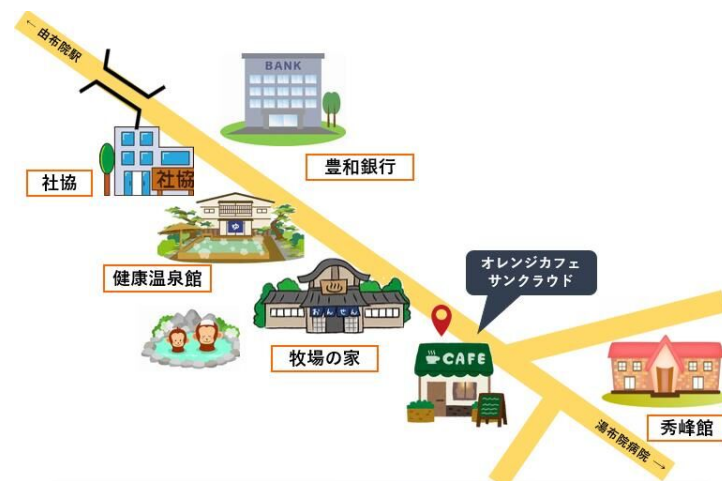 ← 由布院駅
BANK
豊和銀行
社協
社協
ゆ
健康温泉館
おんせん
牧場の家
オレンジカフェ
サンクラウド
CAFE
秀峰館
湯布院病院 →